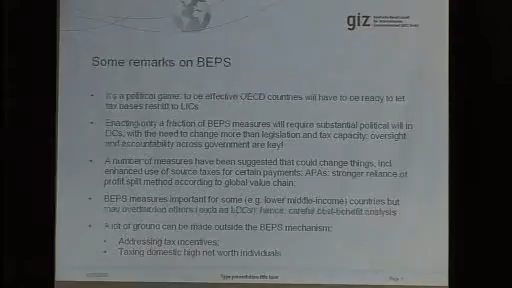 giz
Some remarks on BEPS
It's a political game: to be effective OECD countries will have to be ready to let
tax bases resift to LICs
Enacting only a fraction of BEPS measures will require substantial political will in
DCs, with the need to change more than legislation and tax capacity: oversight
and accountability across government are key!
A number of measures have been suggested that could change things, incl.
enhanced use of source taxes for certain payments; APAs; stronger reliance of
profit split method according to global value chain;
BEPS measures important for some (e.g. lower middle-income) countries but
may overburden others (such as LDCs); hence, careful cost-benefit analysis
A lot of ground can be made outside the BEPS mechanism:
Addressing tax incentives;
Taxing domestic high net worth individuals
Type presentation title here
Page